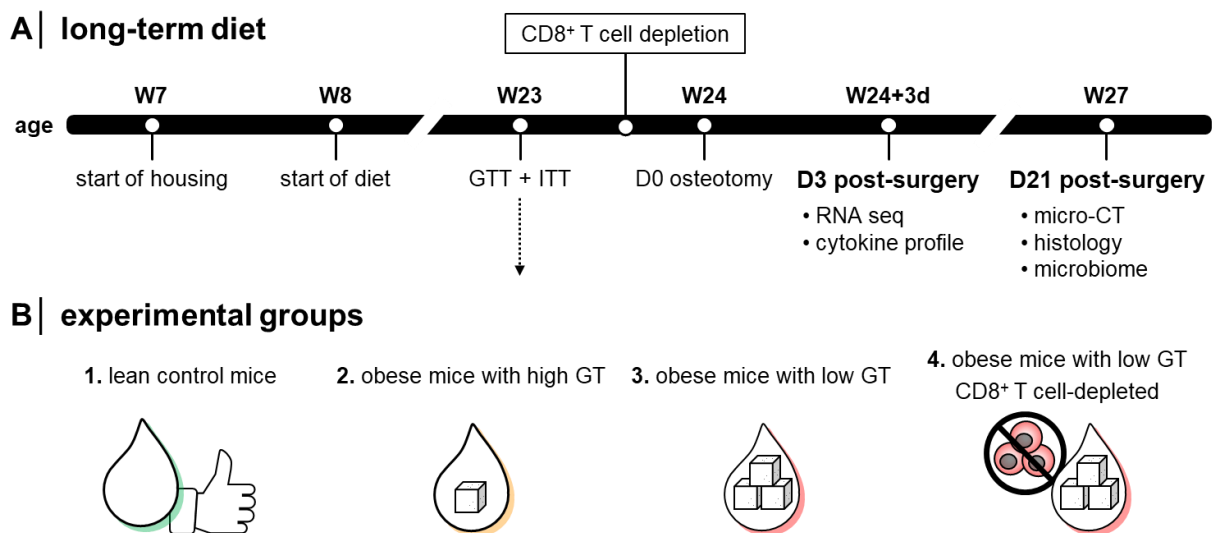 A| long-term diet
CD8⁺ T cell depletion
W7 W8 W23 W24 W24+3d W27
age
start of housing start of diet GTT + ITT D0 osteotomy D3 post-surgery D21 post-surgery
• RNA seq • micro-CT
• cytokine profile • histology
• microbiome
B| experimental groups
1. lean control mice 2. obese mice with high GT 3. obese mice with low GT 4. obese mice with low GT
CD8⁺ T cell-depleted